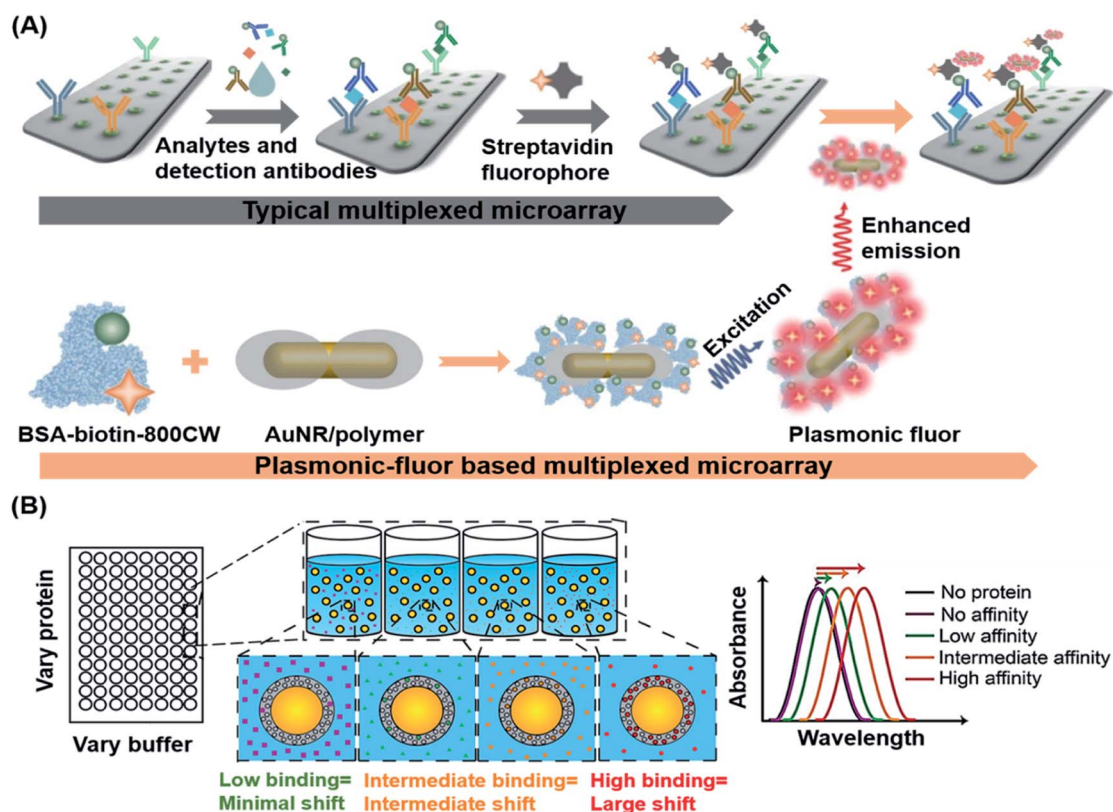 (A)
Analytes and
detection antibodies
Streptavidin
fluorophore
Typical multiplexed microarray
Enhanced
emission
Excitation
BSA-biotin-800CW
AuNR/polymer
Plasmonic fluor
Plasmonic-fluor based multiplexed microarray
(B)
Vary protein
Vary buffer
Low binding=
Minimal shift
Intermediate binding=
Intermediate shift
High binding=
Large shift
Absorbance
Wavelength
No protein
No affinity
Low affinity
Intermediate affinity
High affinity